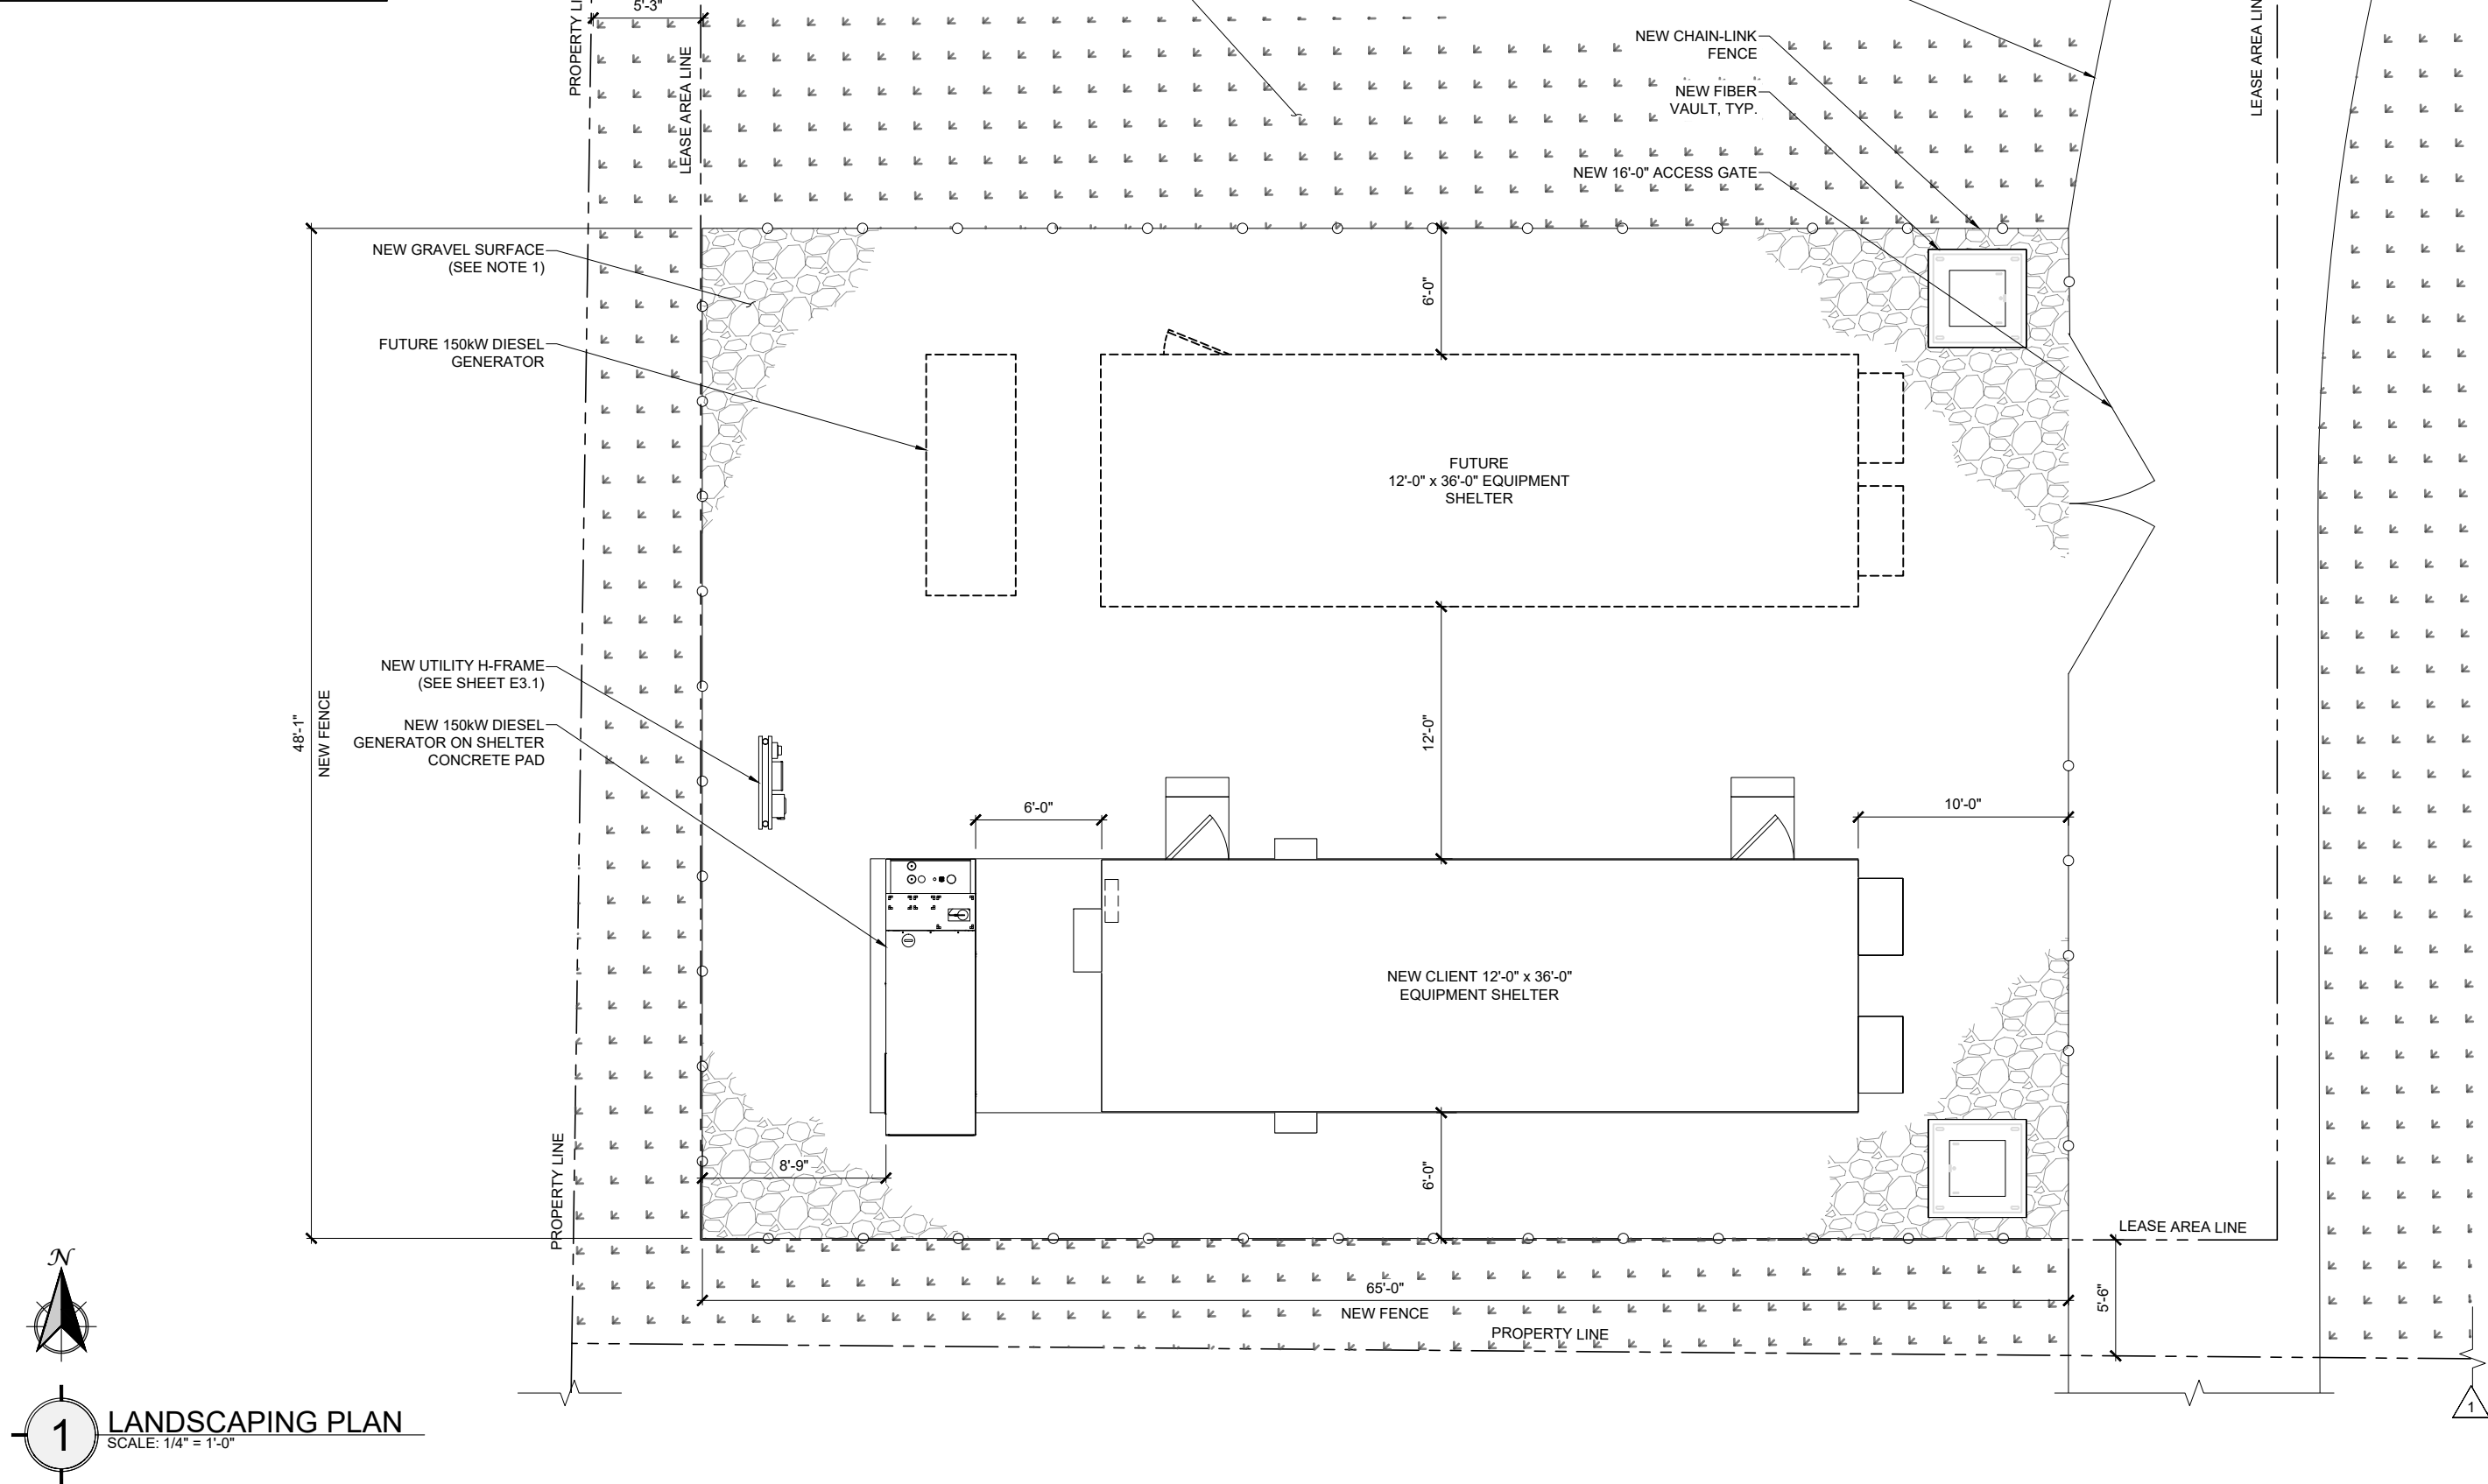 5'-3"
PROPERTY LI
LEASE AREA LINE
NEW CHAIN-LINK
FENCE
NEW FIBER
VAULT, TYP.
NEW 16'-0" ACCESS GATE
LEASE AREA LIN
NEW GRAVEL SURFACE
(SEE NOTE 1)
FUTURE 150kW DIESEL
GENERATOR
6'-0"
FUTURE
12'-0" x 36'-0" EQUIPMENT
SHELTER
NEW UTILITY H-FRAME
(SEE SHEET E3.1)
NEW 150kW DIESEL
GENERATOR ON SHELTER
CONCRETE PAD
48'-1"
NEW FENCE
12'-0"
6'-0"
10'-0"
NEW CLIENT 12'-0" x 36'-0"
EQUIPMENT SHELTER
8'-9"
6'-0"
PROPERTY LINE
LEASE AREA LINE
65'-0"
NEW FENCE
PROPERTY LINE
5'-6"
N
1
LANDSCAPING PLAN
SCALE: 1/4" = 1'-0"
1